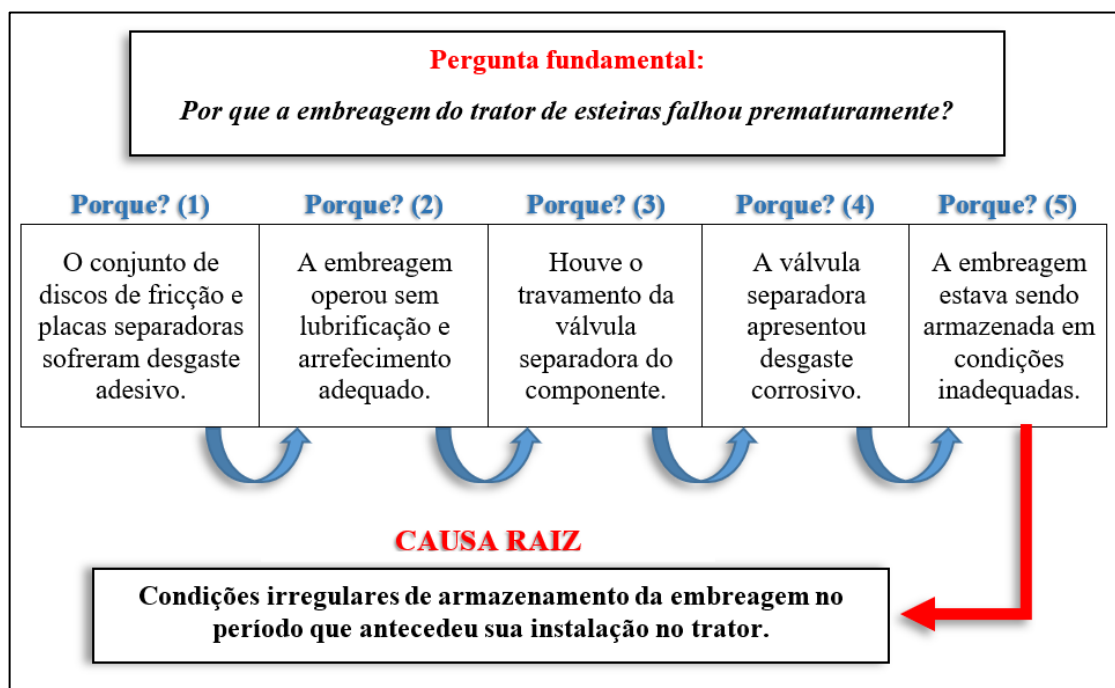 Pergunta fundamental:
Por que a embreagem do trator de esteiras falhou prematuramente?
Porque? (1)
O conjunto de
discos de fricção e
placas separadoras
sofreram desgaste
adesivo.
Porque? (2)
A embreagem
operou sem
lubrificação e
arrefecimento
adequado.
Porque? (3)
Houve o
travamento da
válvula
separadora do
componente.
Porque? (4)
A válvula
separadora
apresentou
desgaste
corrosivo.
Porque? (5)
A embreagem
estava sendo
armazenada em
condições
inadequadas.
CAUSA RAIZ
Condições irregulares de armazenamento da embreagem no
período que antecedeu sua instalação no trator.